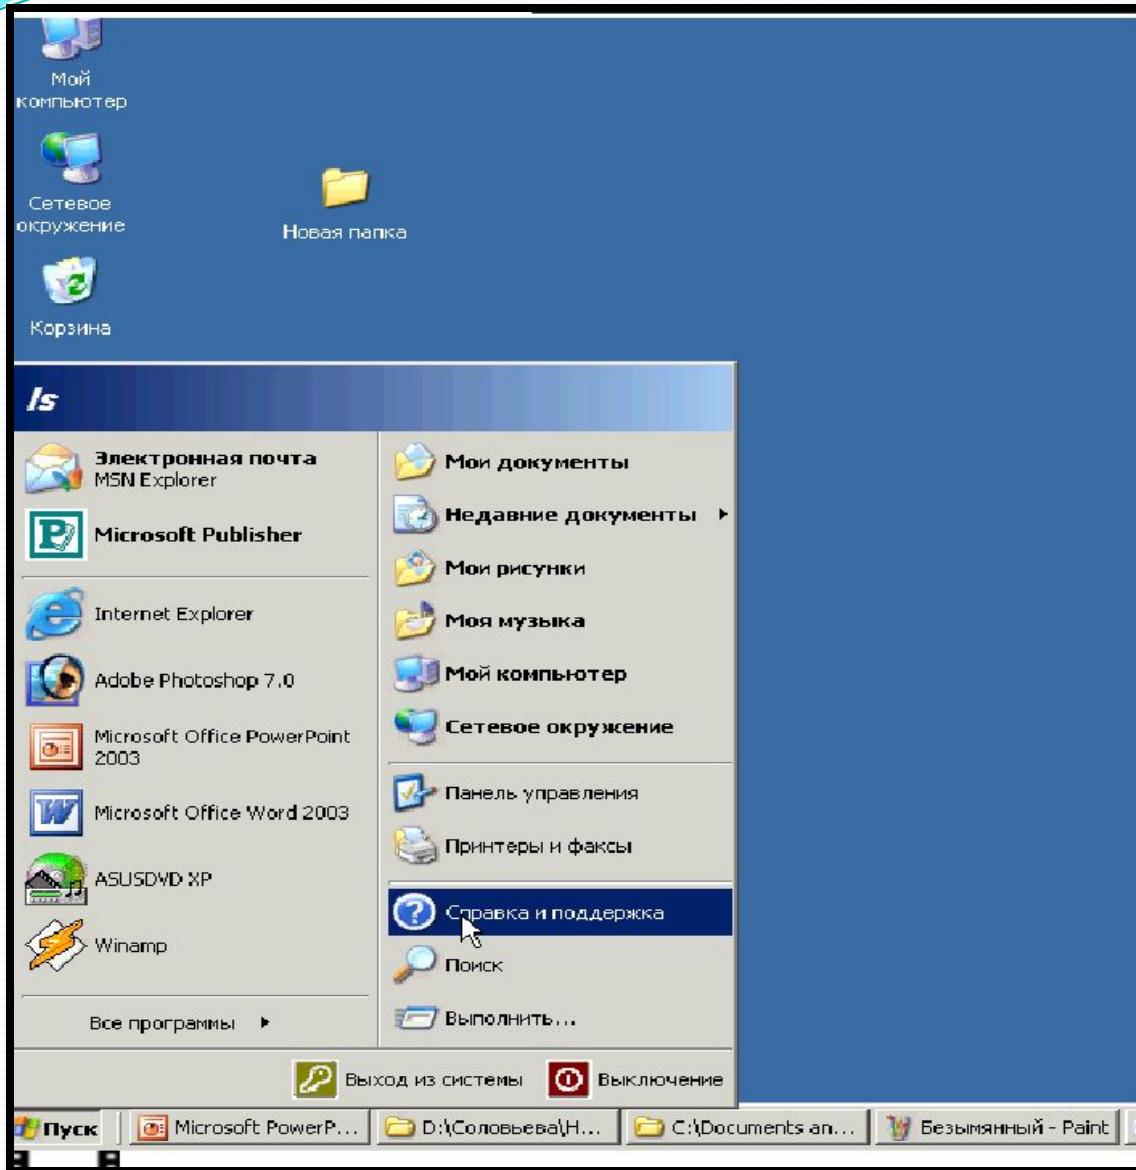 Мой
компьютер
Сетевое
окружение
Новая папка
Корзина
ls
Электронная почта
MSN Explorer
Microsoft Publisher
Internet Explorer
Adobe Photoshop 7.0
Microsoft Office PowerPoint
2003
Microsoft Office Word 2003
ASUSDVD XP
Winamp
Все программы
Мои документы
Недавние документы
Мои рисунки
Моя музыка
Мой компьютер
Сетевое окружение
Панель управления
Принтеры и факсы
Справка и поддержка
Поиск
Выполнить...
Выход из системы
Выключение
Пуск
Microsoft PowerP...
D:\Соловьева\Н...
C:\Documents an...
Безымянный - Paint